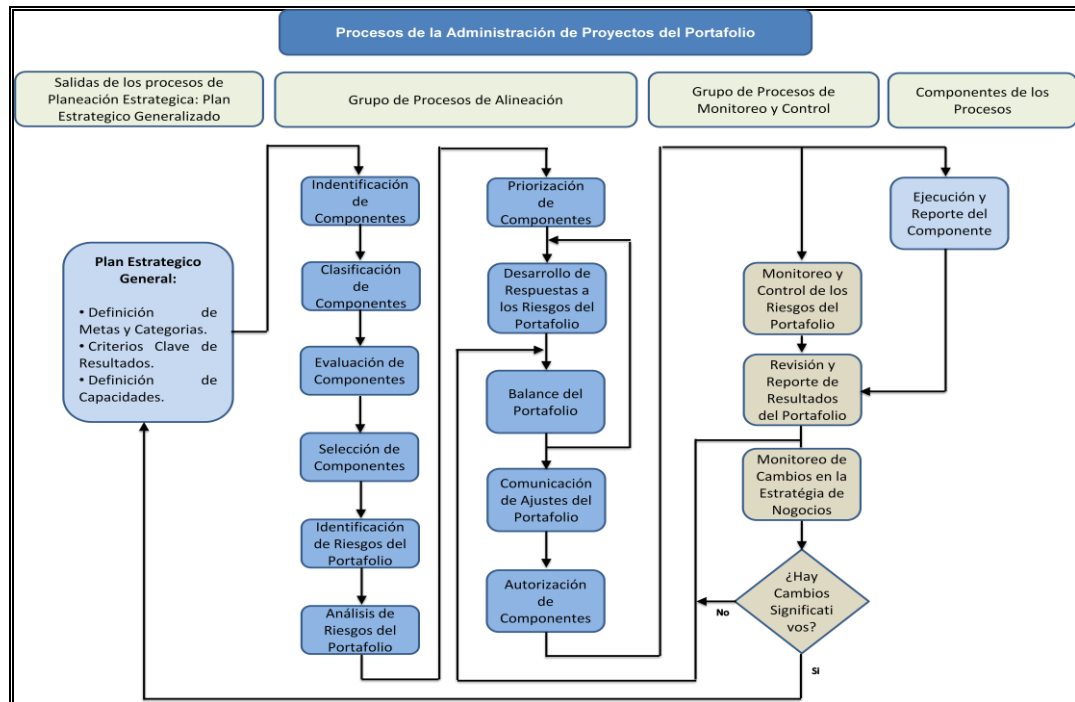 Procesos de la Administración de Proyectos del Portafolio
Salidas de los procesos de
Planeación Estrategica: Plan
Estrategico Generalizado
Grupo de Procesos de Alineación
Grupo de Procesos de
Monitoreo y Control
Componentes de los
Procesos
Plan Estrategico
General:
• Definición de
Metas y Categorias.
• Criterios Clave de
Resultados.
• Definición de
Capacidades.
Indentificación
de
Componentes
Clasificación
de
Componentes
Evaluación de
Componentes
Selección de
Componentes
Identificación
de Riesgos del
Portafolio
Análisis de
Riesgos del
Portafolio
Priorización
de
Componentes
Desarrollo de
Respuestas a
los Riesgos del
Portafolio
Balance del
Portafolio
Comunicación
de Ajustes del
Portafolio
Autorización
de
Componentes
Monitoreo y
Control de los
Riesgos del
Portafolio
Revisión y
Reporte de
Resultados
del Portafolio
Monitoreo de
Cambios en la
Estratégia de
Nogocios
¿Hay
Cambios
Significati
vos?
No
Si
Ejecución y
Reporte del
Componente